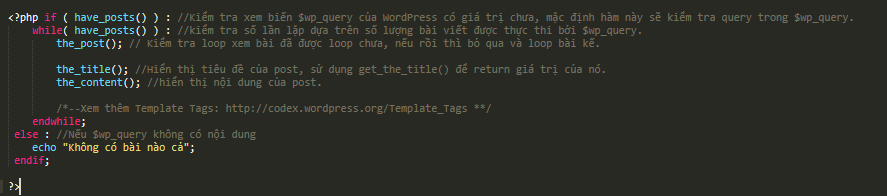 <?php if ( have_posts() ) : //Kiểm tra xem biến $wp_query của WordPress có giá trị chưa, mặc định hàm này sẽ kiểm tra query trong $wp_query.
while( have_posts() ) : //kiểm tra số lần lặp dựa trên số lượng bài viết được thực thi bởi $wp_query.
the_post(); // Kiểm tra loop xem bài đã được loop chưa, nếu rồi thì bỏ qua và loop bài kế.
the_title(); //Hiển thị tiêu đề của post, sử dụng get_the_title() để return giá trị của nó.
the_content(); //hiển thị nội dung của post.
/*--Xem thêm Template Tags: http://codex.wordpress.org/Template_Tags **/
endwhile;
else : //Nếu $wp_query không có nội dung
echo "Không có bài nào cả";
endif;
?>